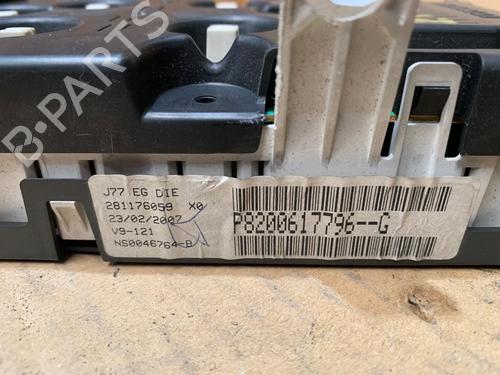 B-PARTS
J77 EG DIE
281176059 X0
23/02/2007
V9-121
NS0046764-B
P8200617796--G